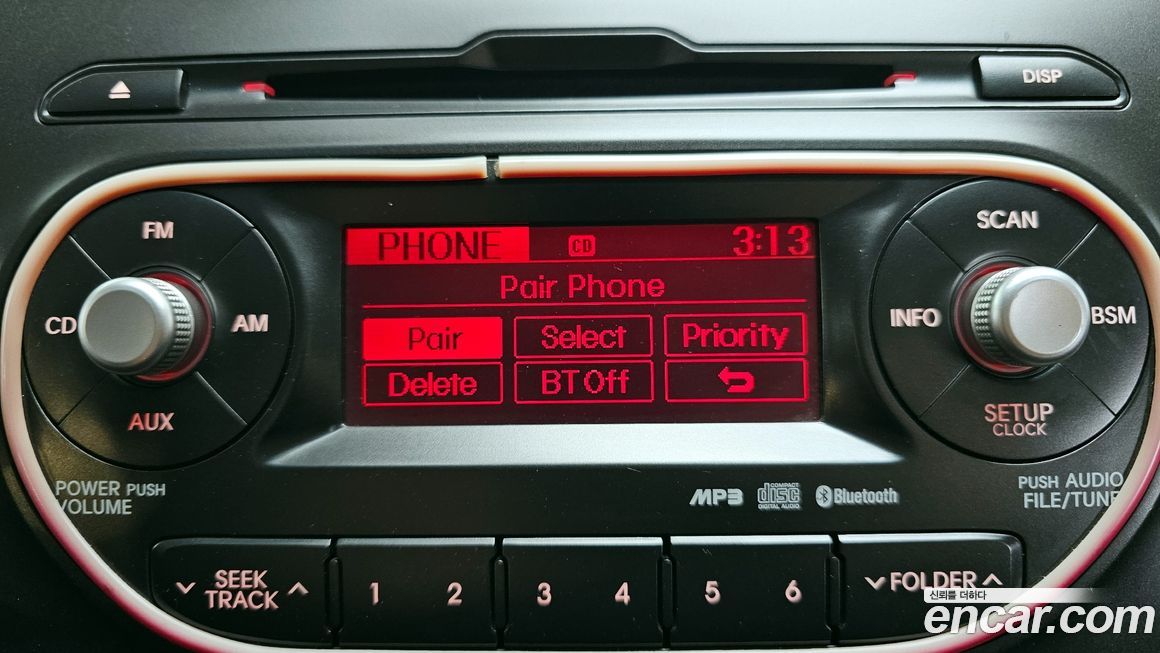 DISP
FM
SCAN
PHONE CD 3:13
Pair Phone
CD
AM
INFO
BSM
Pair Select Priority
Delete BT Off
AUX
SETUP
CLOCK
POWER PUSH
VOLUME
MP3
COMPACT
disc
DIGITAL AUDIO
Bluetooth
PUSH AUDIO
FILE/TUNE
SEEK
TRACK
1 2 3 4 5 6
FOLDER
신뢰를 더하다
encar.com